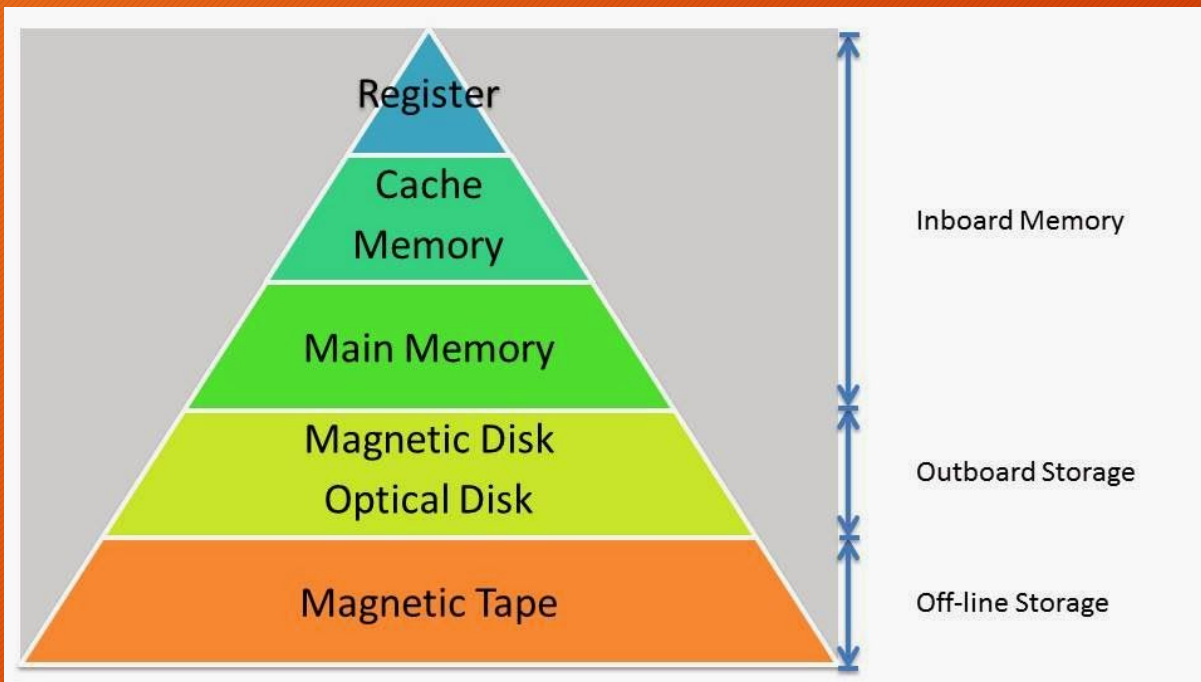 Register
Cache
Memory
Main Memory
Magnetic Disk
Optical Disk
Magnetic Tape
Inboard Memory
Outboard Storage
Off-line Storage